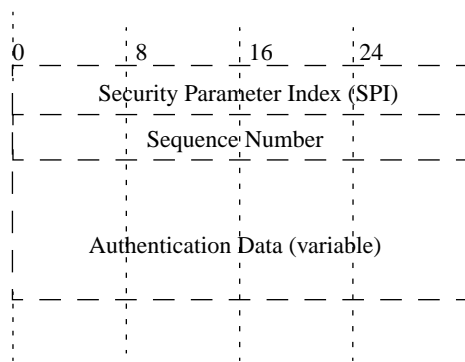 0 8 16 24
Security Parameter Index (SPI)
Sequence Number
Authentication Data (variable)